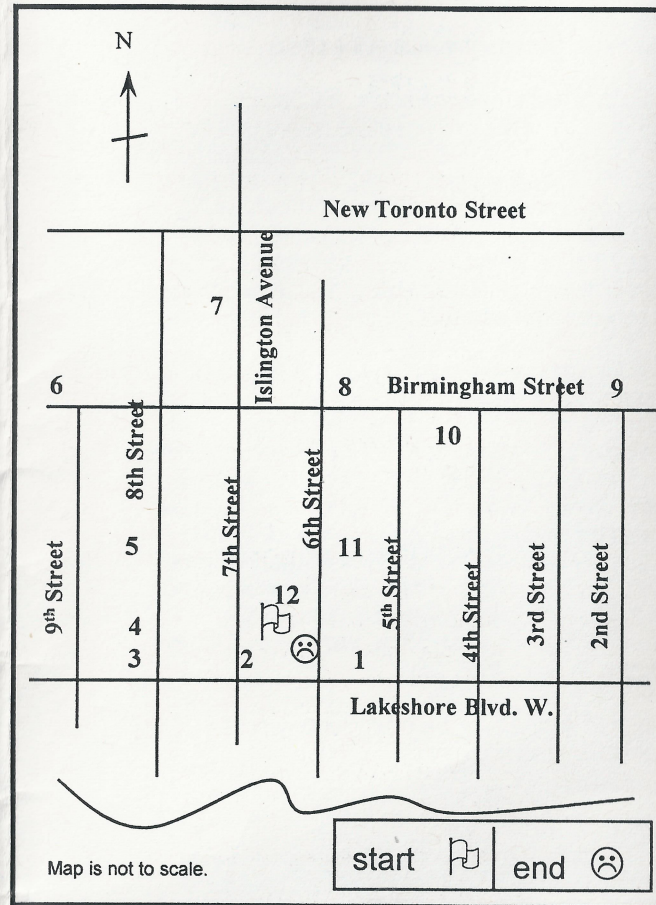 N
New Toronto Street
Islington Avenue
7
6
8
Birmingham Street
9
10
8th Street
7th Street
6th Street
5
11
9th Street
5th Street
4th Street
3rd Street
2nd Street
12
4
3
2
1
Lakeshore Blvd. W.
Map is not to scale.
start
end